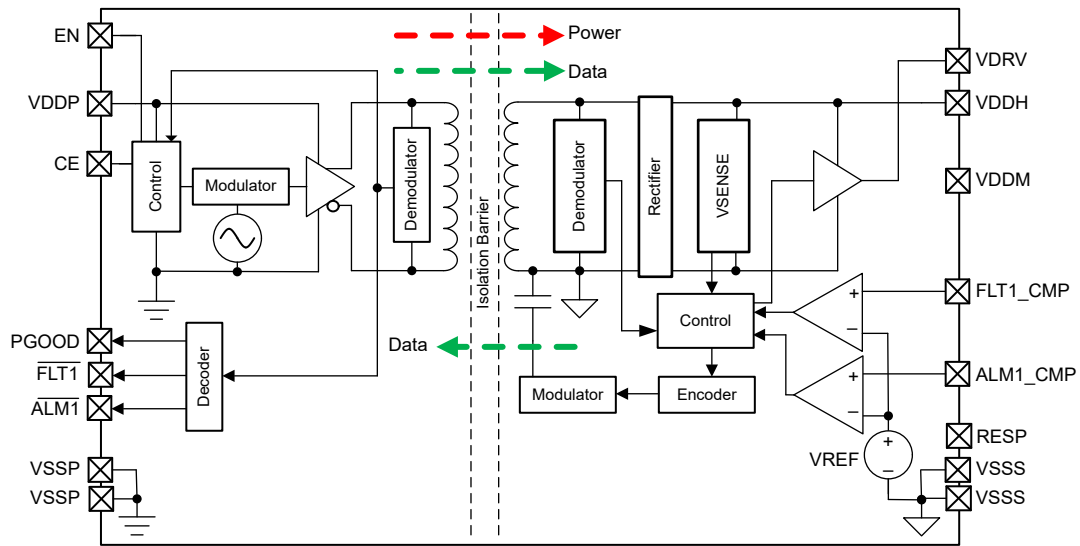 EN
Power
Data
VDRV
VDDP
VDDH
CE
Control
Modulator
Demodulator
Isolation Barrier
Demodulator
Rectifier
VSENSE
VDDM
+
−
FLT1_CMP
Control
PGOOD
Data
FLT1
ALM1
Decoder
Modulator
Encoder
+
−
ALM1_CMP
RESP
VREF
+
−
VSSP
VSSS
VSSP
VSSS